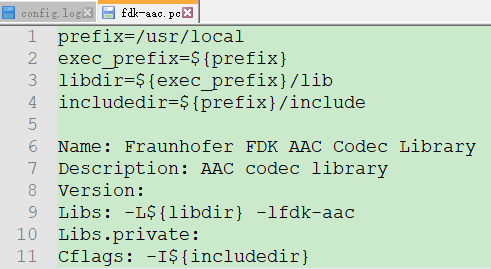 config.log fdk-aac.pc
1 prefix=/usr/local
2 exec_prefix=${prefix}
3 libdir=${exec_prefix}/lib
4 includedir=${prefix}/include
5
6 Name: Fraunhofer FDK AAC Codec Library
7 Description: AAC codec library
8 Version:
9 Libs: -L${libdir} -lfdk-aac
10 Libs.private:
11 Cflags: -I${includedir}